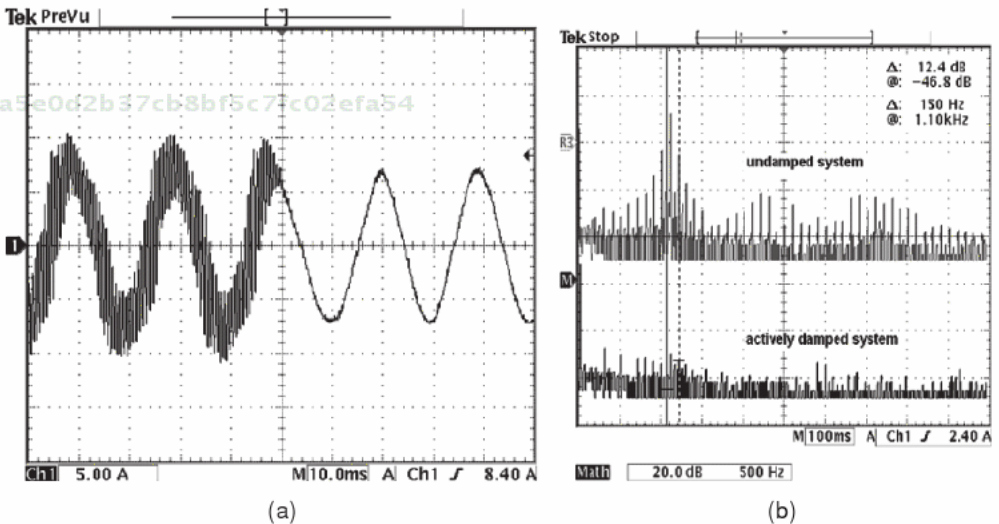 Tek PreVu
a5e0d2b37cb8bf5c7fc02efa54
1
Ch1 5.00 A M 10.0ms A Ch1 8.40 A
(a)
Tek Stop
Δ: 12.4 dB
@: -46.8 dB
Δ: 150 Hz
@: 1.10kHz
R3
undamped system
M
actively damped system
M 100ms A Ch1 2.40 A
Math 20.0 dB 500 Hz
(b)